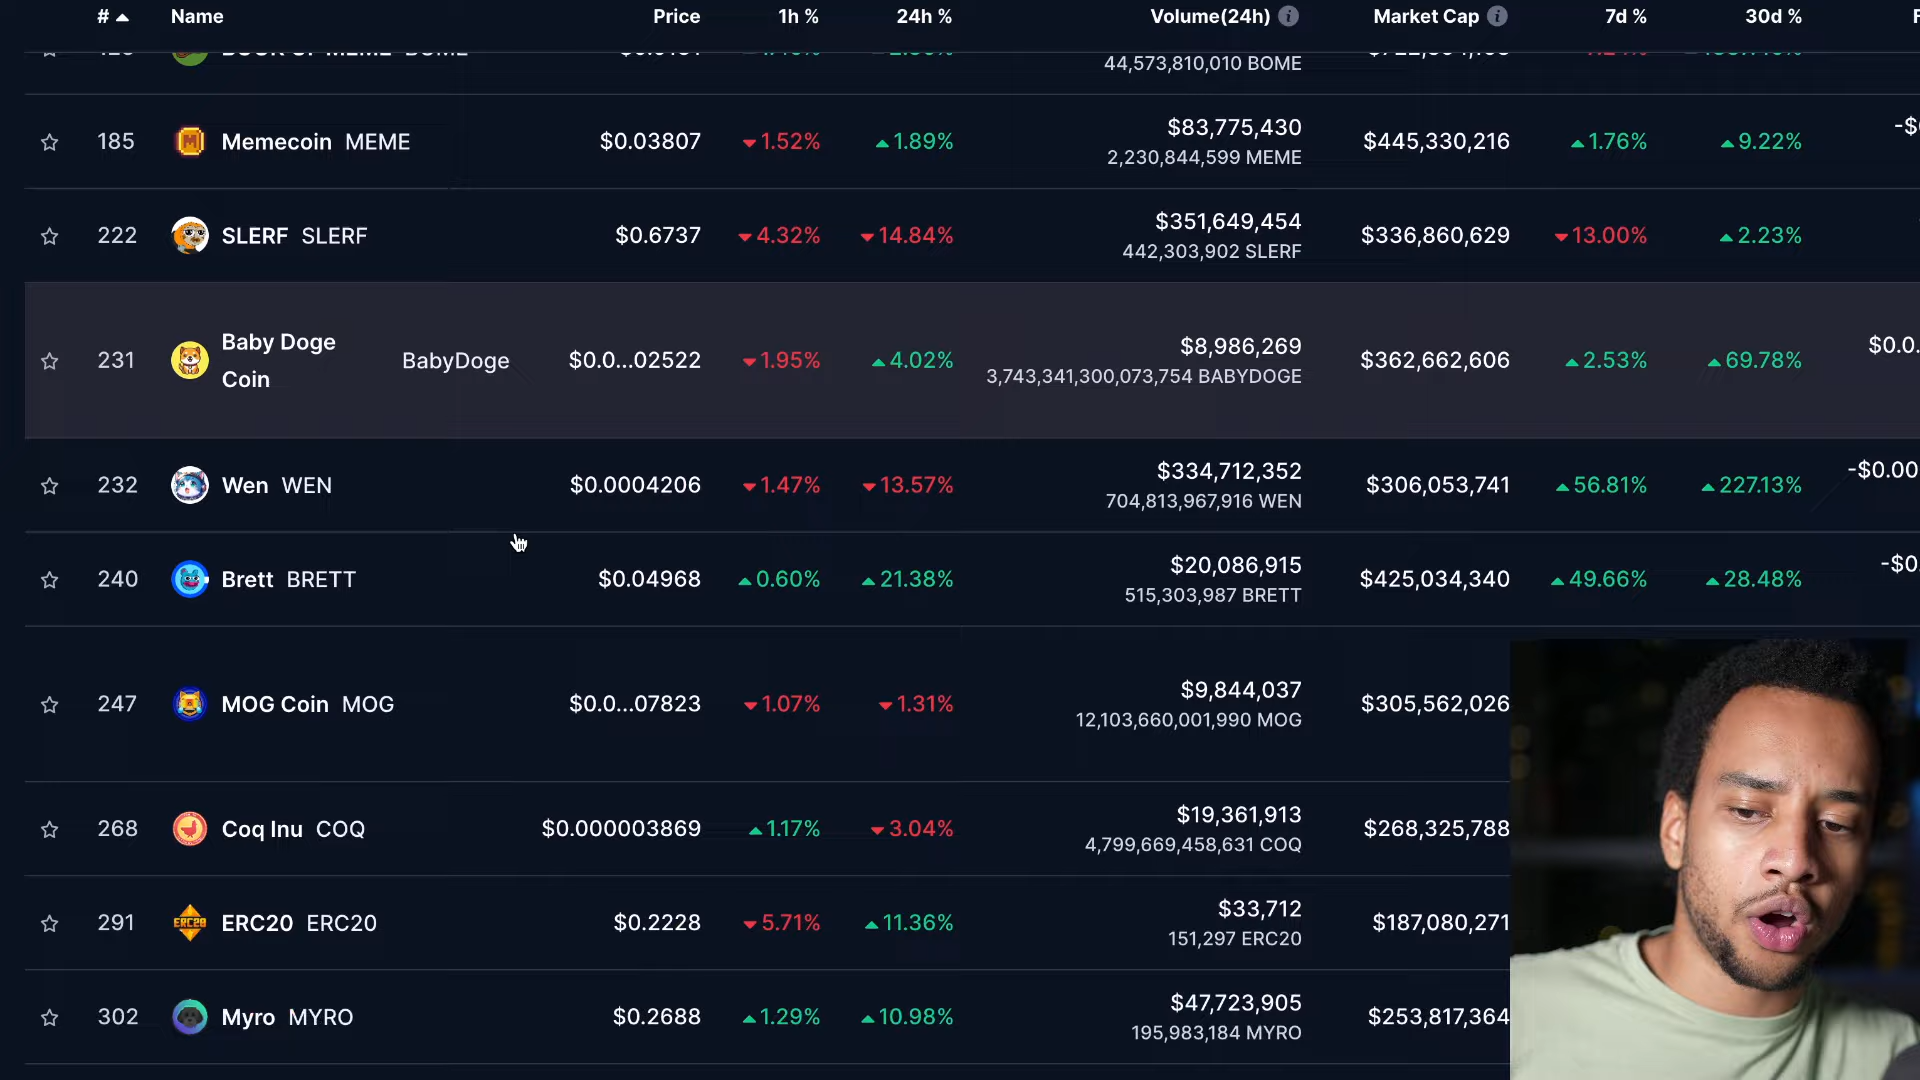 # Name Price 1h % 24h % Volume(24h) Market Cap 7d % 30d %
44,573,810,010 BOME
185 Memecoin MEME $0.03807 1.52% 1.89% $83,775,430 $445,330,216 1.76% 9.22%
2,230,844,599 MEME
222 SLERF SLERF $0.6737 4.32% 14.84% $351,649,454 $336,860,629 13.00% 2.23%
442,303,902 SLERF
231 Baby Doge Coin BabyDoge $0.0...02522 1.95% 4.02% $8,986,269 $362,662,606 2.53% 69.78% $0.0.
3,743,341,300,073,754 BABYDOGE
232 Wen WEN $0.0004206 1.47% 13.57% $334,712,352 $306,053,741 56.81% 227.13% -$0.00
704,813,967,916 WEN
240 Brett BRETT $0.04968 0.60% 21.38% $20,086,915 $425,034,340 49.66% 28.48% -$0.
515,303,987 BRETT
247 MOG Coin MOG $0.0...07823 1.07% 1.31% $9,844,037 $305,562,026
12,103,660,001,990 MOG
268 Coq Inu COQ $0.000003869 1.17% 3.04% $19,361,913 $268,325,788
4,799,669,458,631 COQ
ERC20
291 ERC20 ERC20 $0.2228 5.71% 11.36% $33,712 $187,080,271
151,297 ERC20
302 Myro MYRO $0.2688 1.29% 10.98% $47,723,905 $253,817,364
195,983,184 MYRO